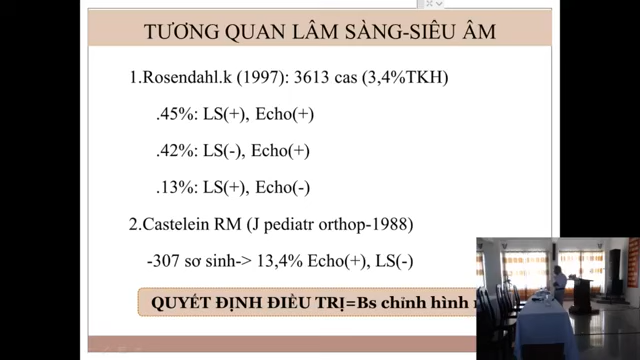 TƯƠNG QUAN LÂM SÀNG-SIÊU ÂM
1.Rosendahl.k (1997): 3613 cas (3,4%TKH)
.45%: LS(+), Echo(+)
.42%: LS(-), Echo(+)
.13%: LS(+), Echo(-)
2.Castelein RM (J pediatr orthop-1988)
-307 sơ sinh-> 13,4% Echo(+), LS(-)
QUYẾT ĐỊNH ĐIỀU TRỊ=Bs chỉnh hình